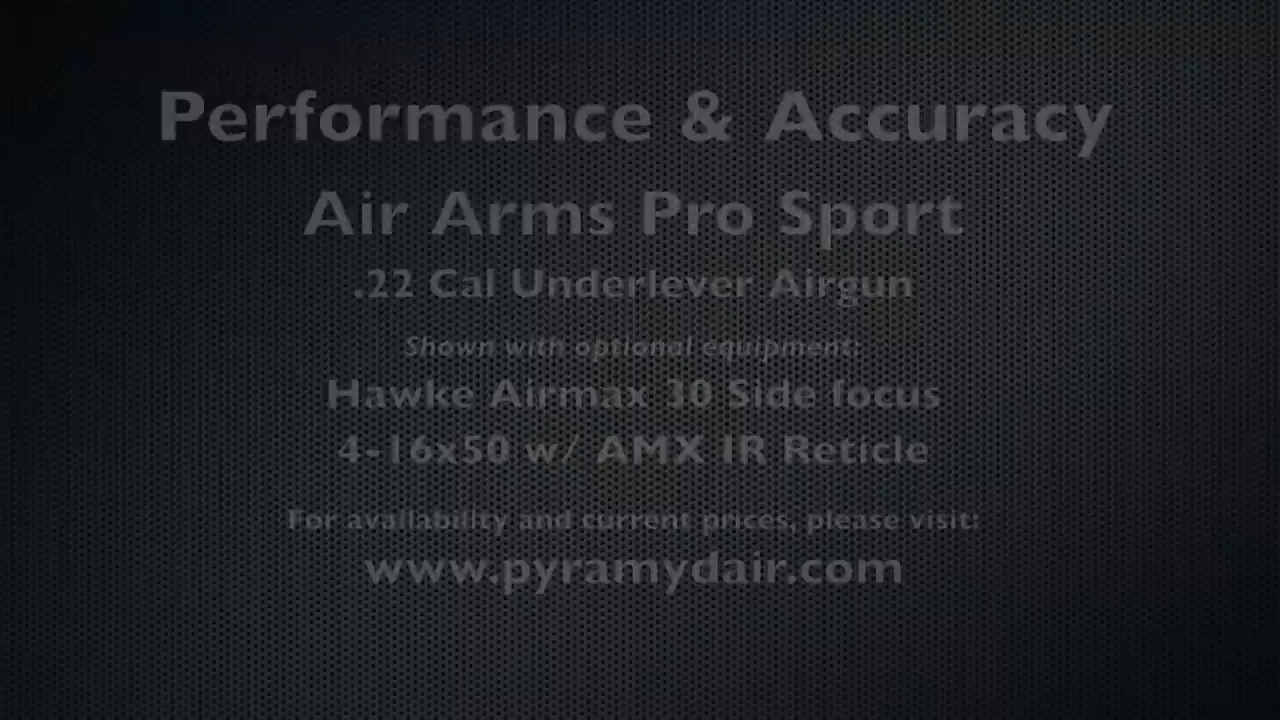 Performance & Accuracy
Air Arms Pro Sport
.22 Cal Underlever Airgun
Shown with optional equipment:
Hawke Airmax 30 Side focus
4-16x50 w/ AMX IR Reticle
For availability and current prices, please visit:
www.pyramydair.com